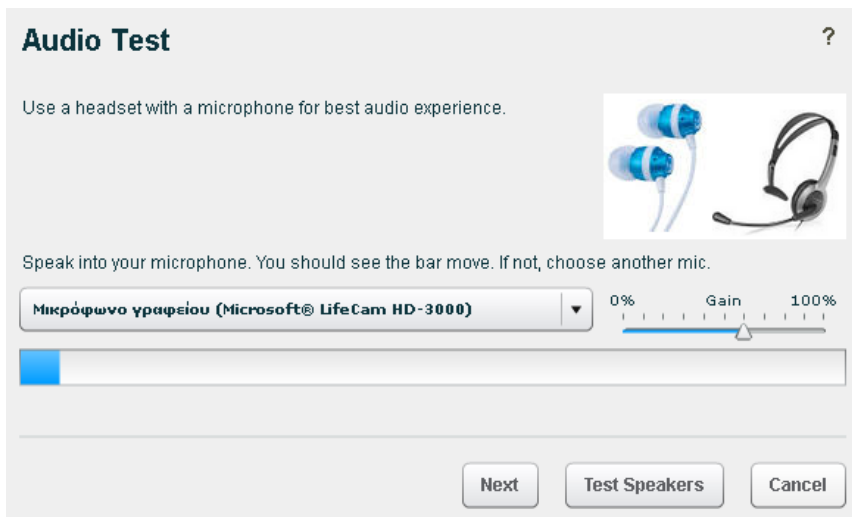 Audio Test
?
Use a headset with a microphone for best audio experience.
Speak into your microphone. You should see the bar move. If not, choose another mic.
Μικρόφωνο γραφείου (Microsoft® LifeCam HD-3000)
0% Gain 100%
Next Test Speakers Cancel